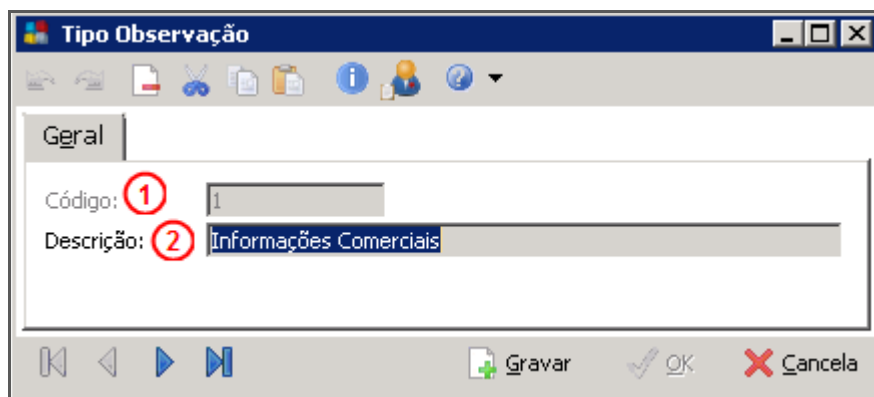 Tipo Observação
Geral
Código: 1 1
Descrição: 2 Informações Comerciais
Gravar OK Cancela